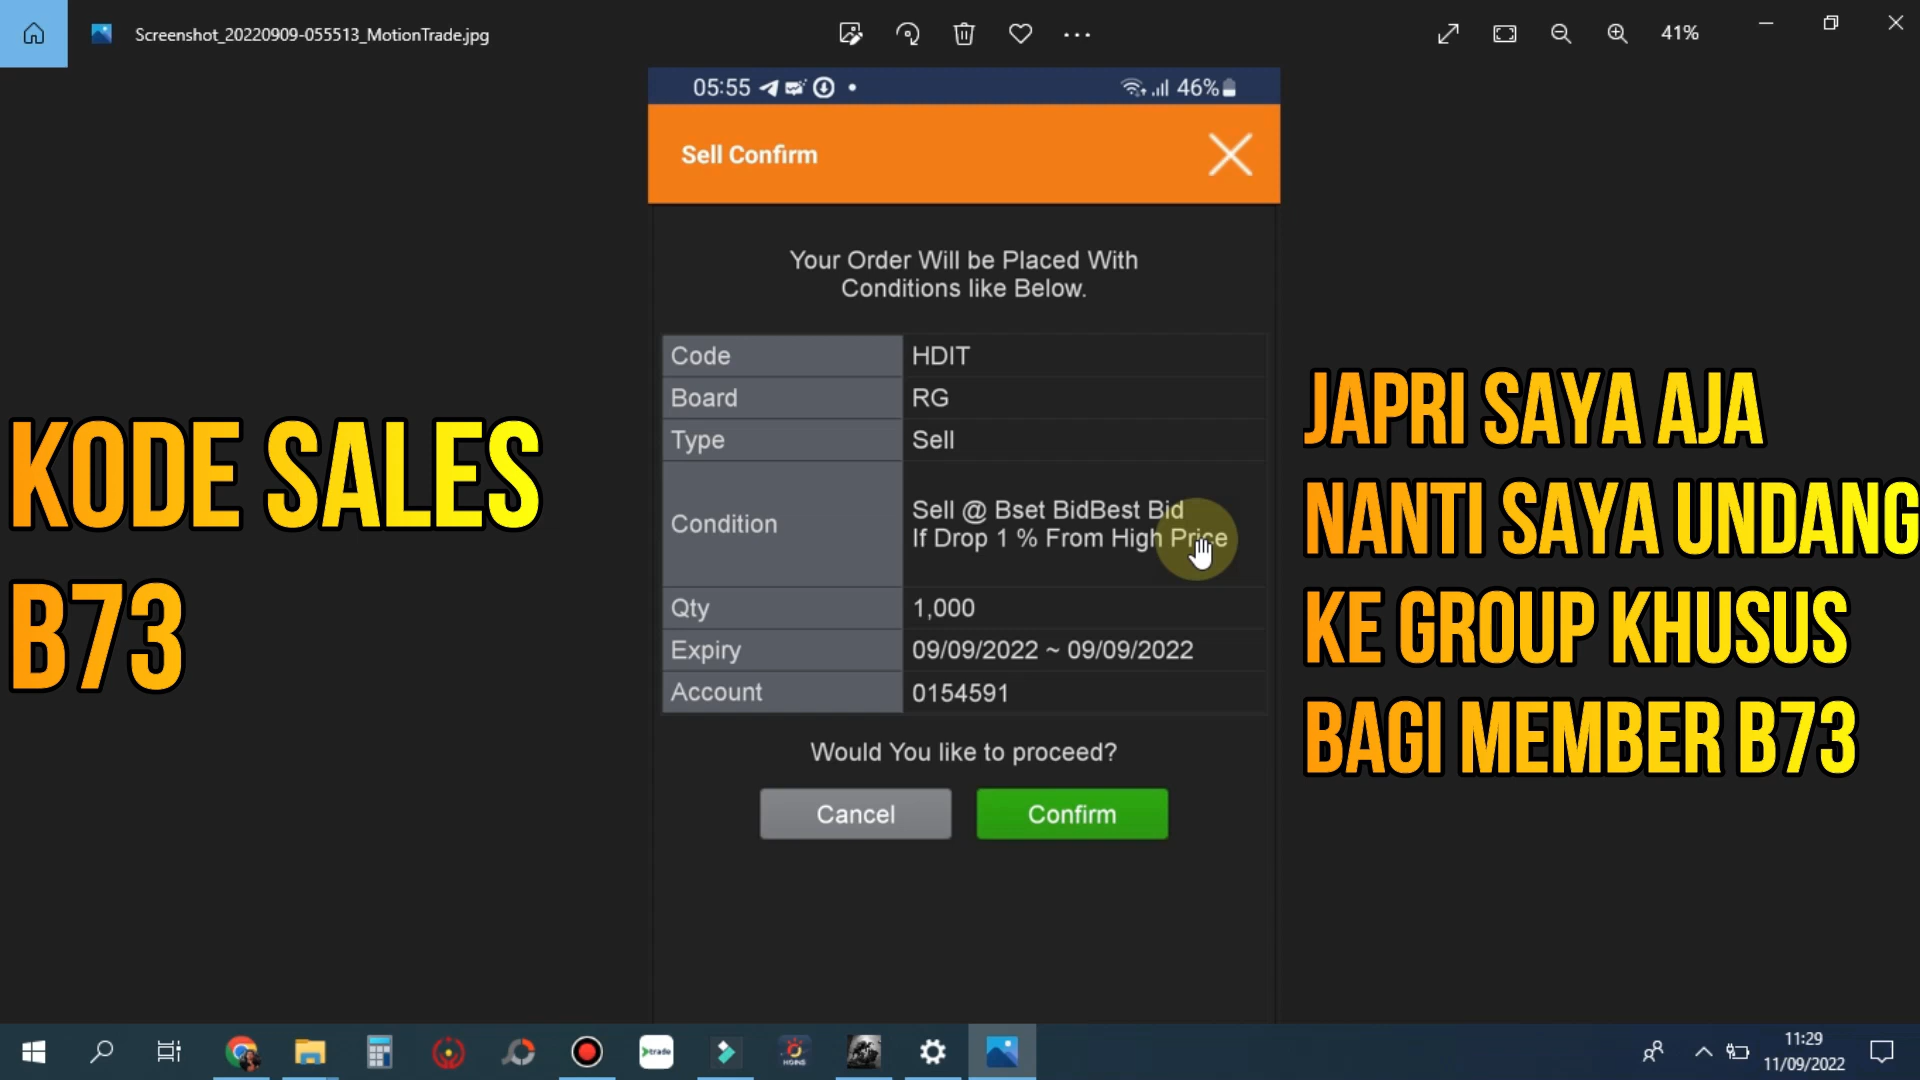 Screenshot_20220909-055513_MotionTrade.jpg
41%
05:55
46%
Sell Confirm
Your Order Will be Placed With
Conditions like Below.
Code HDIT
Board RG
Type Sell
Condition Sell @ Bset BidBest Bid
If Drop 1 % From High Price
Qty 1,000
Expiry 09/09/2022 ~ 09/09/2022
Account 0154591
Would You like to proceed?
Cancel Confirm
KODE SALES
B73
JAPRI SAYA AJA
NANTI SAYA UNDANG
KE GROUP KHUSUS
BAGI MEMBER B73
trade
HGINS
11:29
11/09/2022